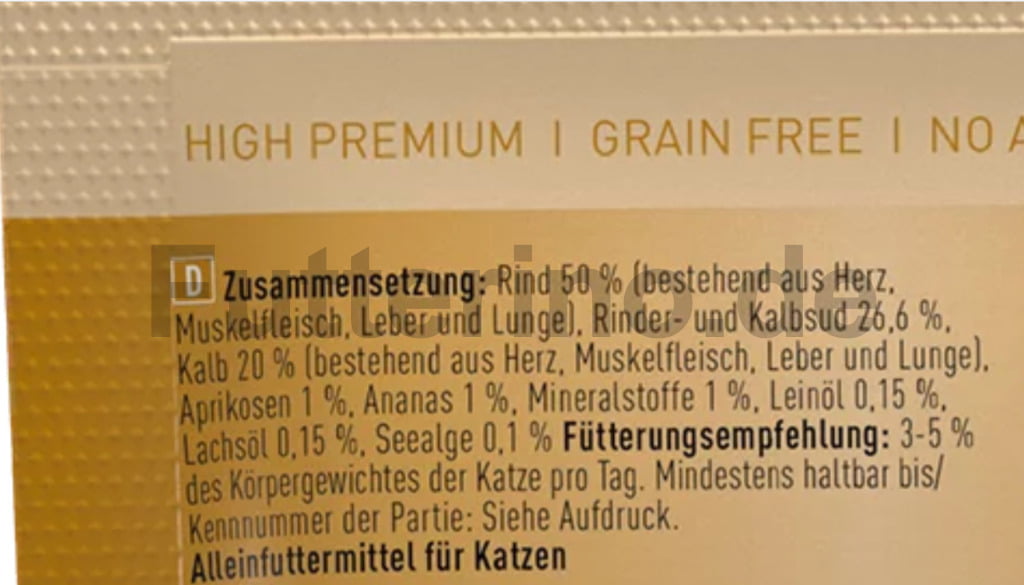 HIGH PREMIUM | GRAIN FREE | NO A
Futterino.de
D Zusammensetzung: Rind 50 % (bestehend aus Herz,
Muskelfleisch, Leber und Lunge), Rinder- und Kalbsud 26,6 %,
Kalb 20 % (bestehend aus Herz, Muskelfleisch, Leber und Lunge),
Aprikosen 1 %, Ananas 1 %, Mineralstoffe 1 %, Leinöl 0,15 %,
Lachsöl 0,15 %, Seealge 0,1 % Fütterungsempfehlung: 3-5 %
des Körpergewichtes der Katze pro Tag. Mindestens haltbar bis/
Kennnummer der Partie: Siehe Aufdruck.
Alleinfuttermittel für Katzen